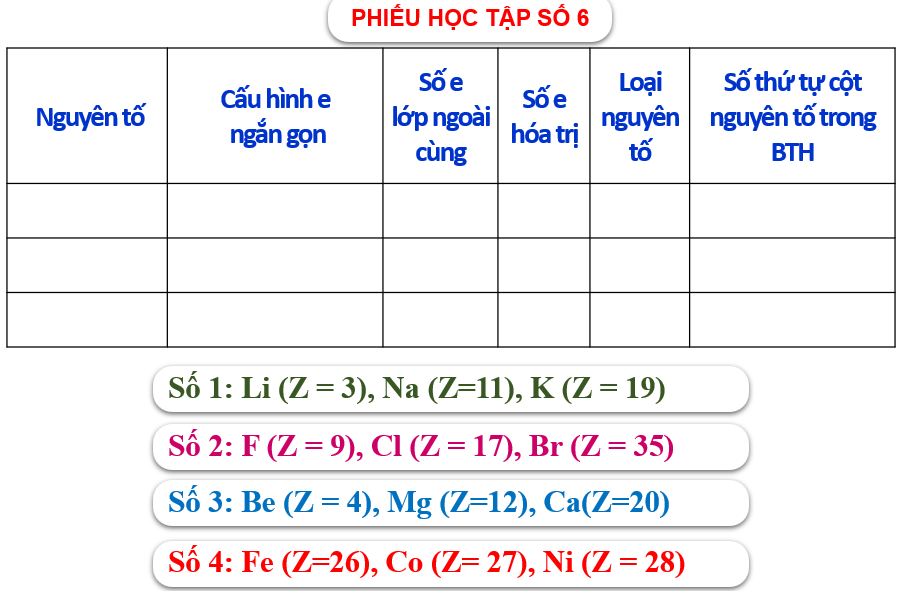 PHIẾU HỌC TẬP SỐ 6
Nguyên tố
Cấu hình e
ngắn gọn
Số e
lớp ngoài
cùng
Số e
hóa trị
Loại
nguyên
tố
Số thứ tự cột
nguyên tố trong
BTH
Số 1: Li (Z = 3), Na (Z=11), K (Z = 19)
Số 2: F (Z = 9), Cl (Z = 17), Br (Z = 35)
Số 3: Be (Z = 4), Mg (Z=12), Ca(Z=20)
Số 4: Fe (Z=26), Co (Z= 27), Ni (Z = 28)